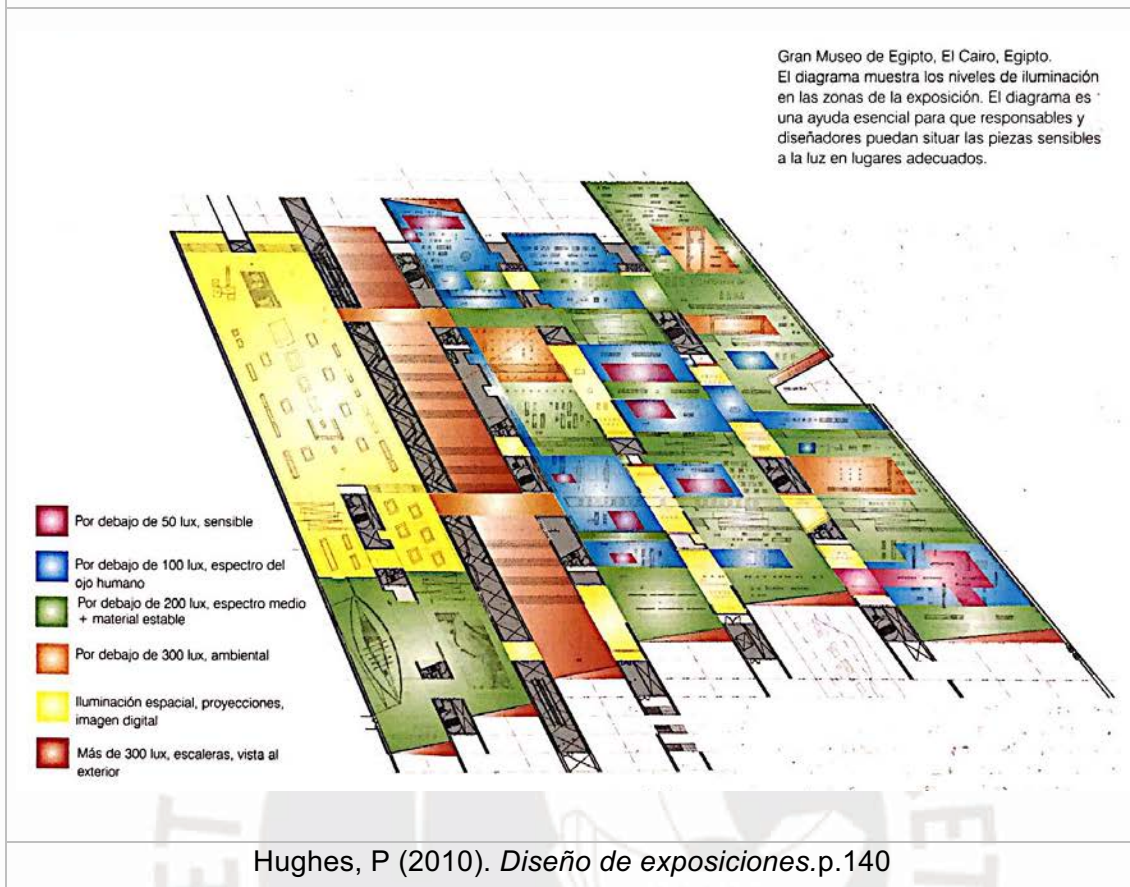 Gran Museo de Egipto, El Cairo, Egipto.
El diagrama muestra los niveles de iluminación
en las zonas de la exposición. El diagrama es
una ayuda esencial para que responsables y
diseñadores puedan situar las piezas sensibles
a la luz en lugares adecuados.
Por debajo de 50 lux, sensible
Por debajo de 100 lux, espectro del
ojo humano
Por debajo de 200 lux, espectro medio
+ material estable
Por debajo de 300 lux, ambiental
Iluminación espacial, proyecciones,
imagen digital
Más de 300 lux, escaleras, vista al
exterior
Hughes, P (2010). Diseño de exposiciones.p.140